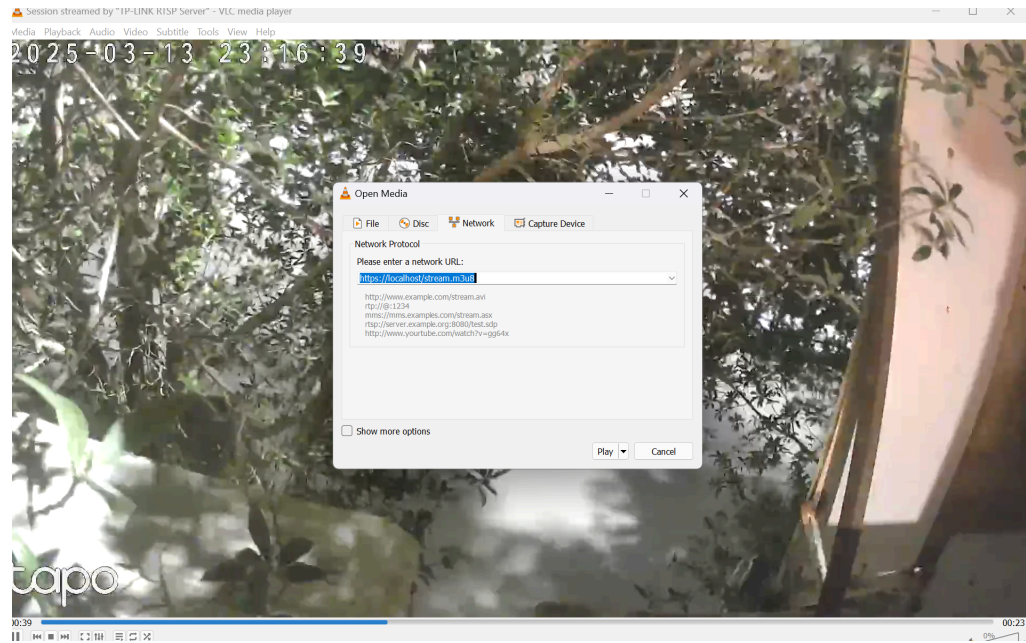 Session streamed by "TP-LINK RTSP Server" - VLC media player
Media Playback Audio Video Subtitle Tools View Help
2025-03-13 23:16:39
Open Media
File Disc Network Capture Device
Network Protocol
Please enter a network URL:
https://localhost/stream.m3u8
http://www.example.com/stream.avi
rtp://@:1234
mms://mms.examples.com/stream.asx
rtsp://server.example.org:8080/test.sdp
http://www.yourtube.com/watch?v=gg64x
Show more options
Play Cancel
tapo
00:39 00:23
0%